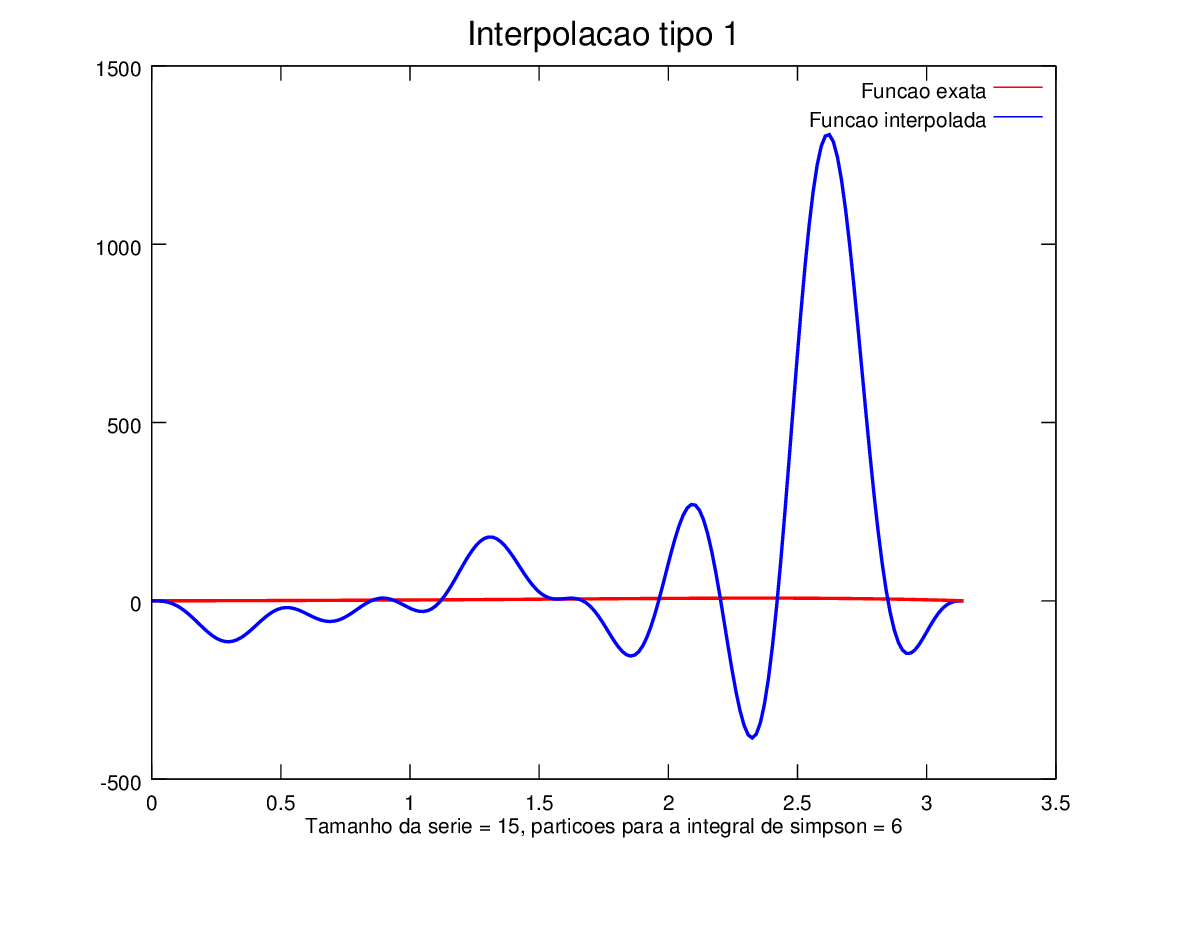 Interpolacao tipo 1
1500
1000
500
0
-500
Funcao exata
Funcao interpolada
0 0.5 1 1.5 2 2.5 3 3.5
Tamanho da serie = 15, particoes para a integral de simpson = 6